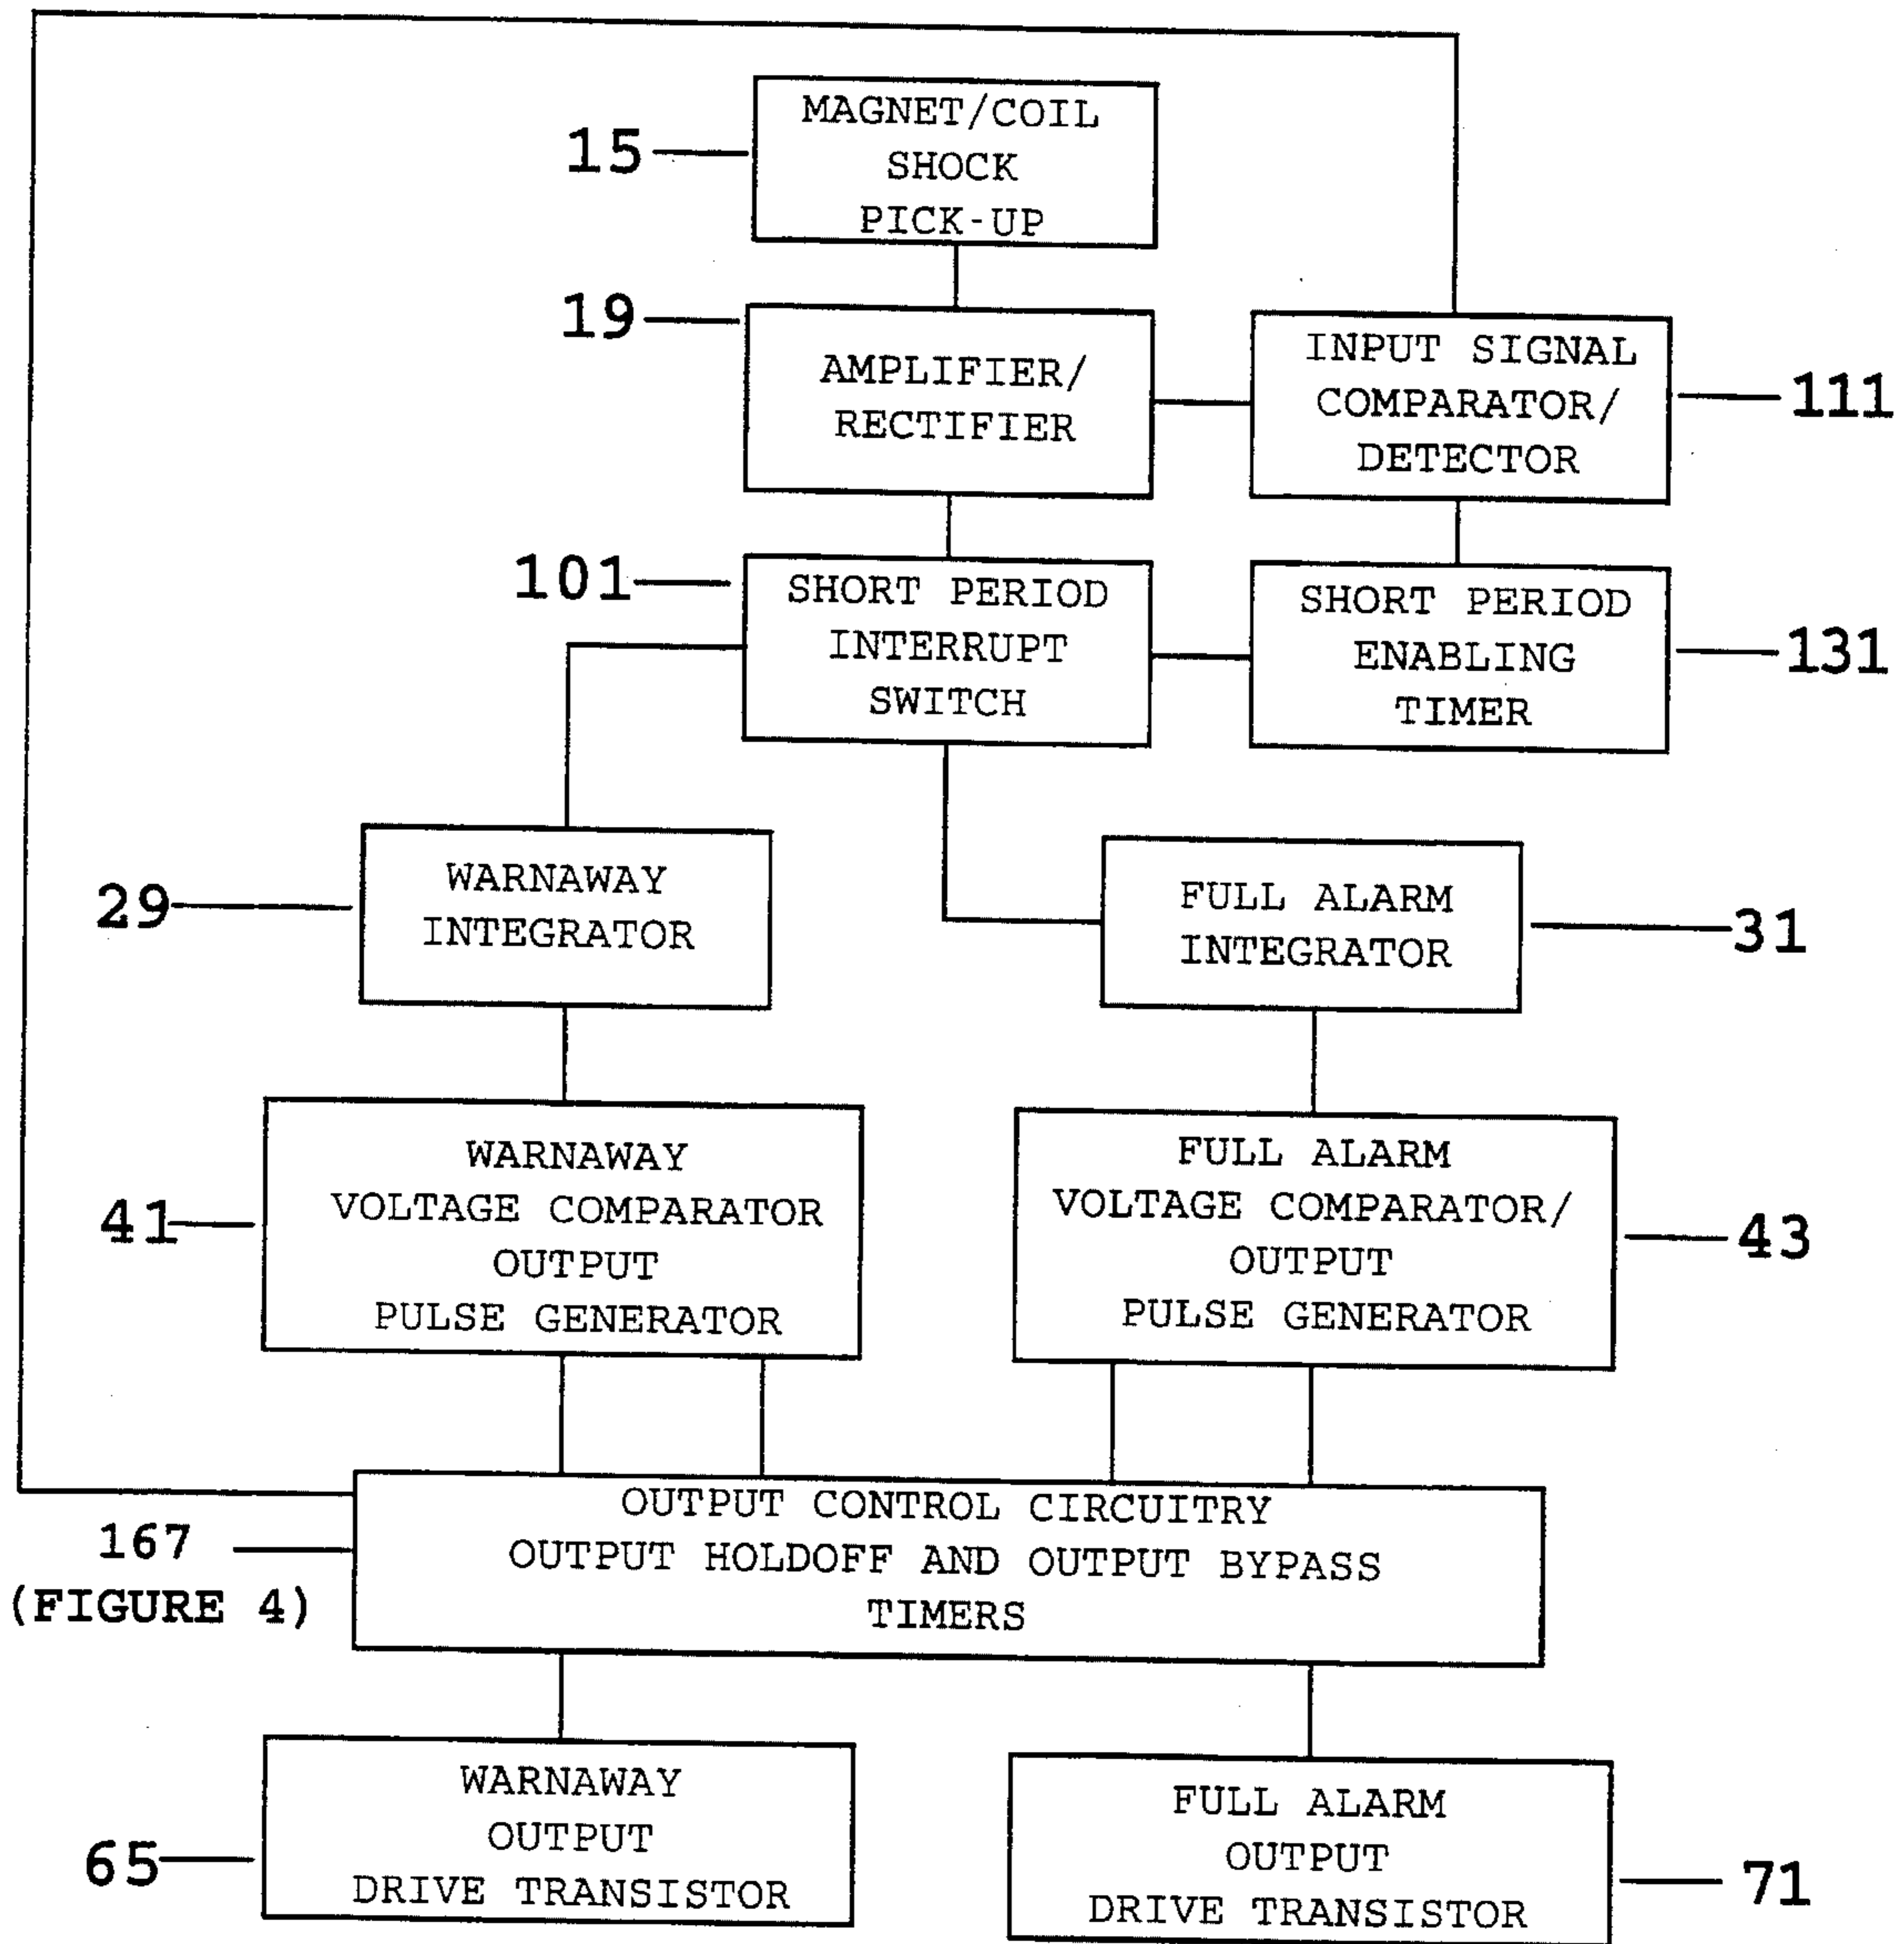 MAGNET/COIL
SHOCK
PICK-UP
15
19
AMPLIFIER/
RECTIFIER
INPUT SIGNAL
COMPARATOR/
DETECTOR
111
101
SHORT PERIOD
INTERRUPT
SWITCH
SHORT PERIOD
ENABLING
TIMER
131
29
WARNAWAY
INTEGRATOR
FULL ALARM
INTEGRATOR
31
41
WARNAWAY
VOLTAGE COMPARATOR
OUTPUT
PULSE GENERATOR
FULL ALARM
VOLTAGE COMPARATOR/
OUTPUT
PULSE GENERATOR
43
167
(FIGURE 4)
OUTPUT CONTROL CIRCUITRY
OUTPUT HOLDOFF AND OUTPUT BYPASS
TIMERS
65
WARNAWAY
OUTPUT
DRIVE TRANSISTOR
FULL ALARM
OUTPUT
DRIVE TRANSISTOR
71